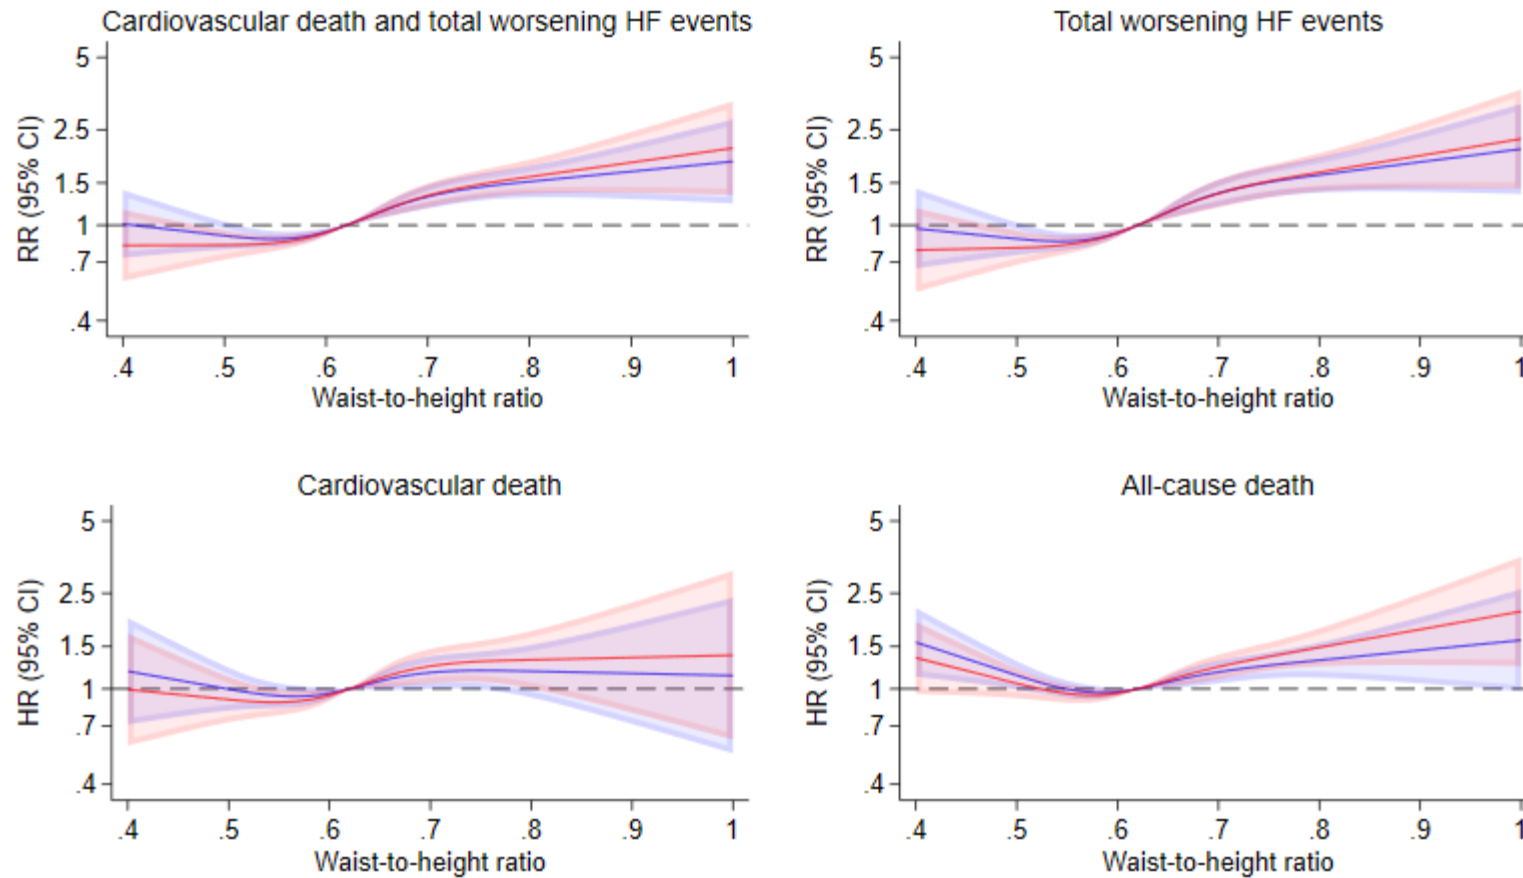 Cardiovascular death and total worsening HF events
RR (95% CI)
5
2.5
1.5
1
.7
.4
.4 .5 .6 .7 .8 .9 1
Waist-to-height ratio
Total worsening HF events
RR (95% CI)
5
2.5
1.5
1
.7
.4
.4 .5 .6 .7 .8 .9 1
Waist-to-height ratio
Cardiovascular death
HR (95% CI)
5
2.5
1.5
1
.7
.4
.4 .5 .6 .7 .8 .9 1
Waist-to-height ratio
All-cause death
HR (95% CI)
5
2.5
1.5
1
.7
.4
.4 .5 .6 .7 .8 .9 1
Waist-to-height ratio